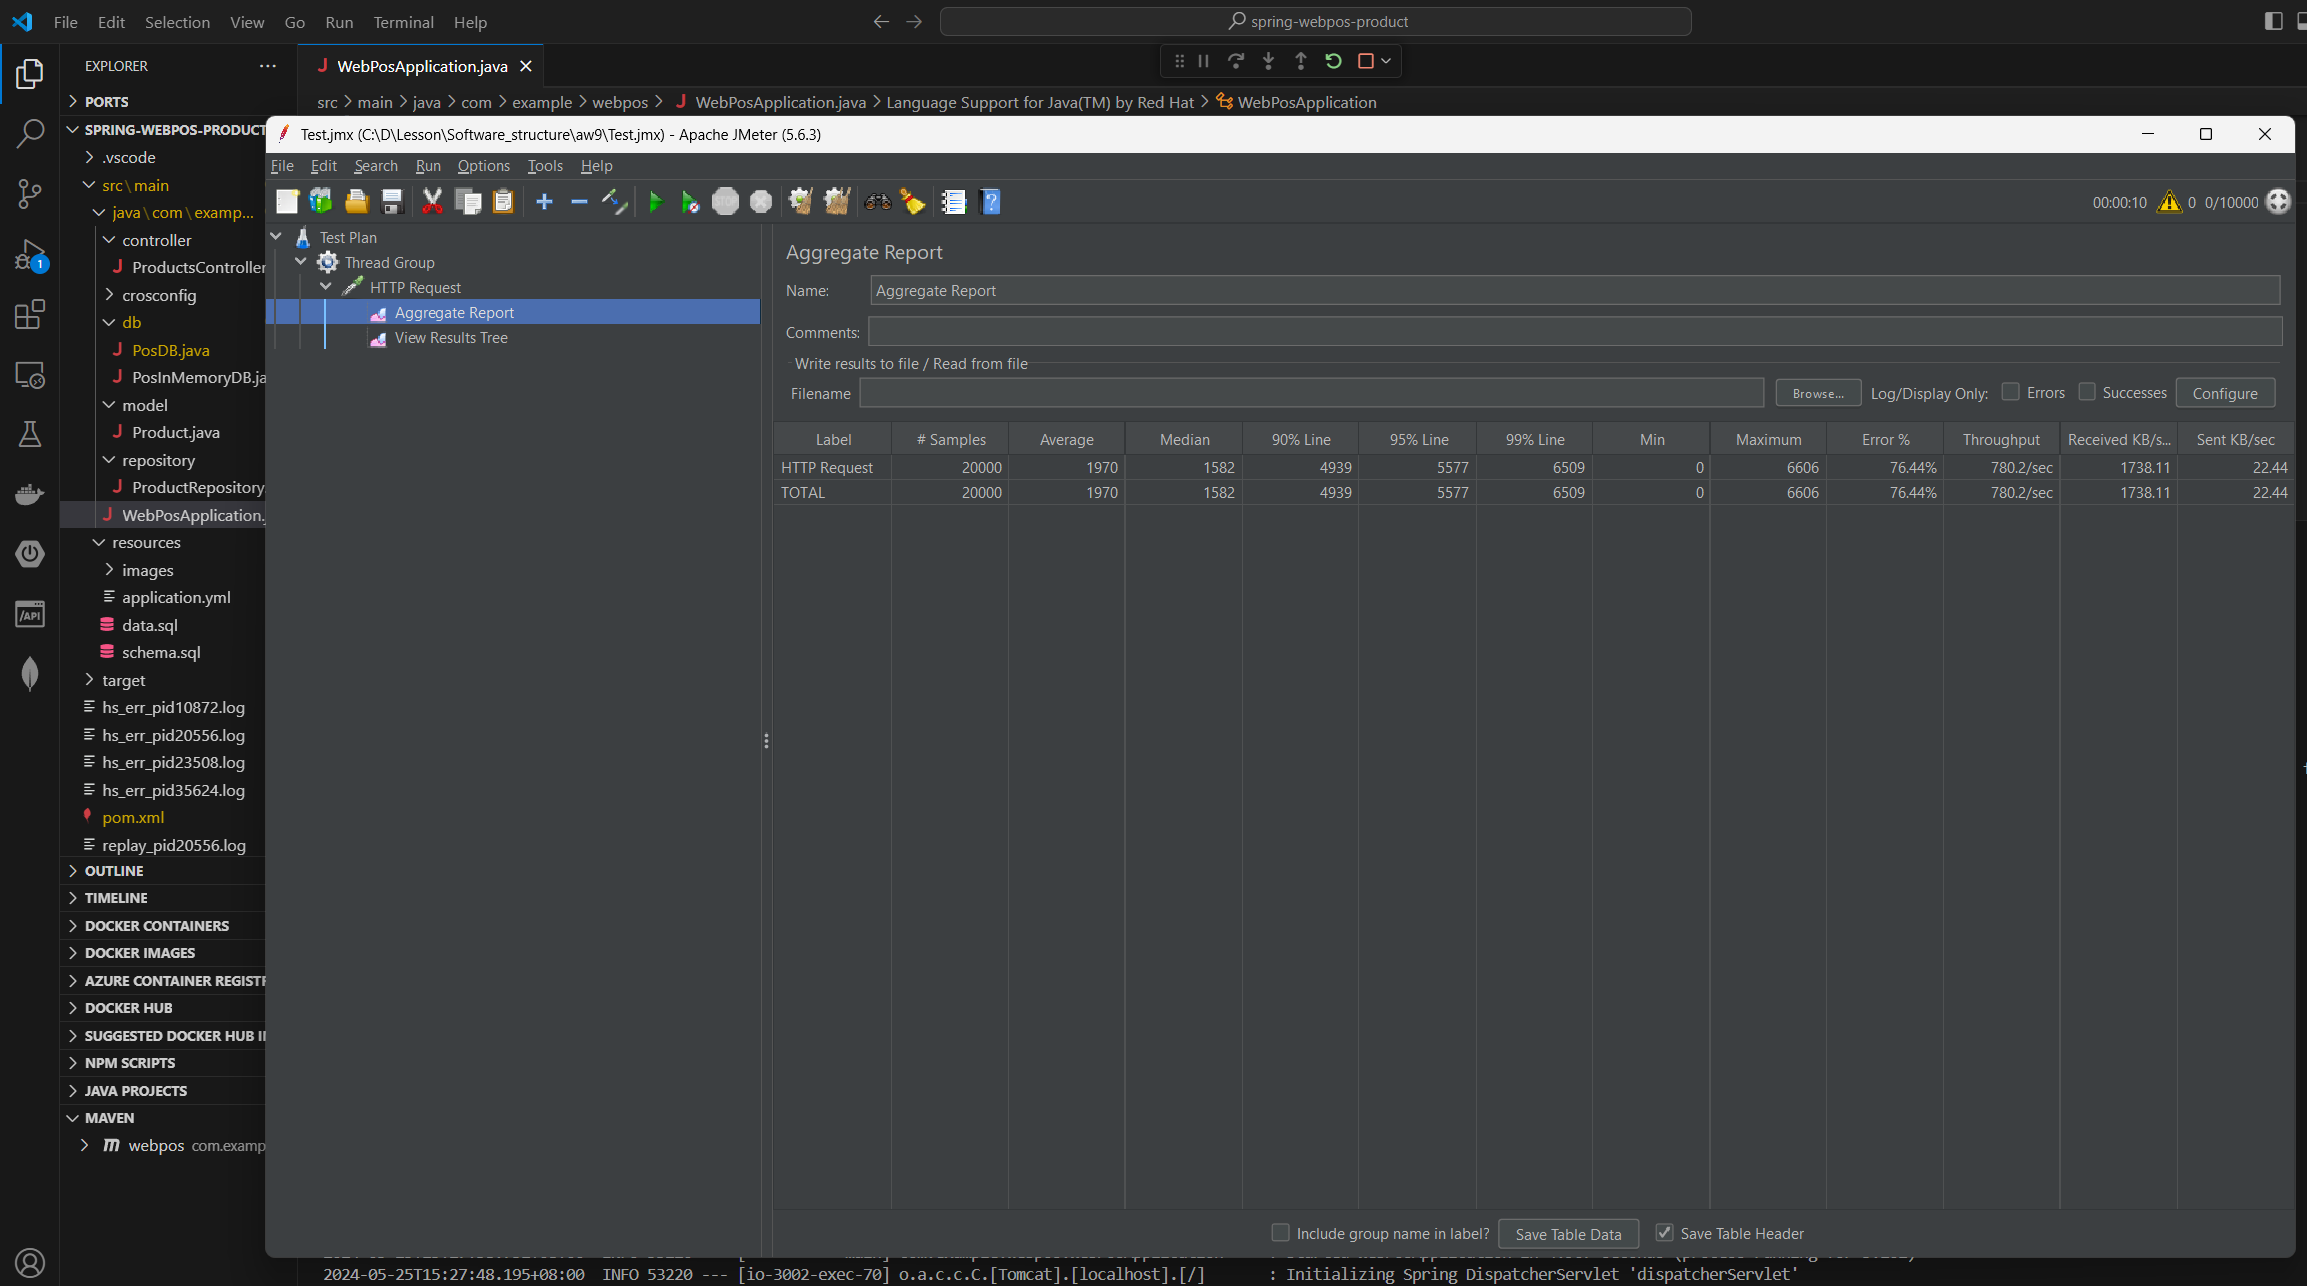 File Edit Selection View Go Run Terminal Help
spring-webpos-product
EXPLORER
WebPosApplication.java
src > main > java > com > example > webpos > WebPosApplication.java > Language Support for Java(TM) by Red Hat > WebPosApplication
PORTS
SPRING-WEBPOS-PRODUCT
.vscode
src\main
java\com\examp...
controller
ProductsController
crosconfig
db
PosDB.java
PosInMemoryDB.ja
model
Product.java
repository
ProductRepository
WebPosApplication.
resources
images
application.yml
data.sql
schema.sql
target
hs_err_pid10872.log
hs_err_pid20556.log
hs_err_pid23508.log
hs_err_pid35624.log
pom.xml
replay_pid20556.log
OUTLINE
TIMELINE
DOCKER CONTAINERS
DOCKER IMAGES
AZURE CONTAINER REGISTR
DOCKER HUB
SUGGESTED DOCKER HUB I
NPM SCRIPTS
JAVA PROJECTS
MAVEN
webpos com.examp
1
/API
Test.jmx (C:\D\Lesson\Software_structure\aw9\Test.jmx) - Apache JMeter (5.6.3)
File Edit Search Run Options Tools Help
STOP
00:00:10 0 0/10000
Test Plan
Thread Group
HTTP Request
Aggregate Report
View Results Tree
Aggregate Report
Name: Aggregate Report
Comments:
Write results to file / Read from file
Filename Browse... Log/Display Only: Errors Successes Configure
Label # Samples Average Median 90% Line 95% Line 99% Line Min Maximum Error % Throughput Received KB/s... Sent KB/sec
HTTP Request 20000 1970 1582 4939 5577 6509 0 6606 76.44% 780.2/sec 1738.11 22.44
TOTAL 20000 1970 1582 4939 5577 6509 0 6606 76.44% 780.2/sec 1738.11 22.44
Include group name in label? Save Table Data Save Table Header
2024-05-25T15:27:48.195+08:00 INFO 53220 --- [io-3002-exec-70] o.a.c.c.C.[Tomcat].[localhost].[/] : Initializing Spring DispatcherServlet 'dispatcherServlet'